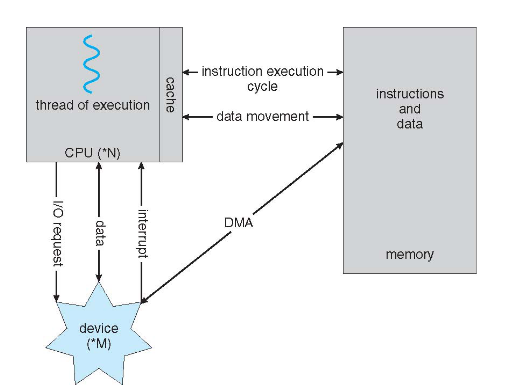 thread of execution
cache
CPU (*N)
instruction execution
cycle
data movement
instructions
and
data
memory
I/O request
data
interrupt
DMA
device
(*M)